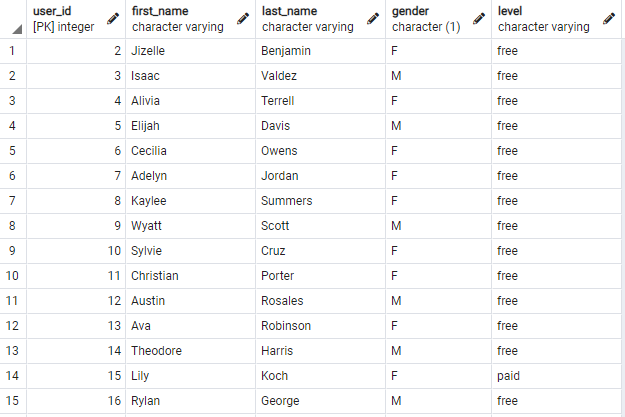 user_id first_name last_name gender level
[PK] integer character varying character varying character (1) character varying
1 2 Jizelle Benjamin F free
2 3 Isaac Valdez M free
3 4 Alivia Terrell F free
4 5 Elijah Davis M free
5 6 Cecilia Owens F free
6 7 Adelyn Jordan F free
7 8 Kaylee Summers F free
8 9 Wyatt Scott M free
9 10 Sylvie Cruz F free
10 11 Christian Porter F free
11 12 Austin Rosales M free
12 13 Ava Robinson F free
13 14 Theodore Harris M free
14 15 Lily Koch F paid
15 16 Rylan George M free